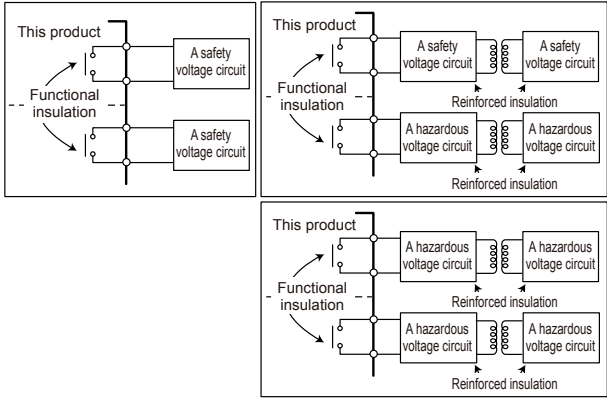 This product
A safety
voltage circuit
Functional
insulation
A safety
voltage circuit
This product
A safety
voltage circuit
A safety
voltage circuit
Reinforced insulation
Functional
insulation
A hazardous
voltage circuit
A hazardous
voltage circuit
Reinforced insulation
This product
A hazardous
voltage circuit
A hazardous
voltage circuit
Reinforced insulation
Functional
insulation
A hazardous
voltage circuit
A hazardous
voltage circuit
Reinforced insulation